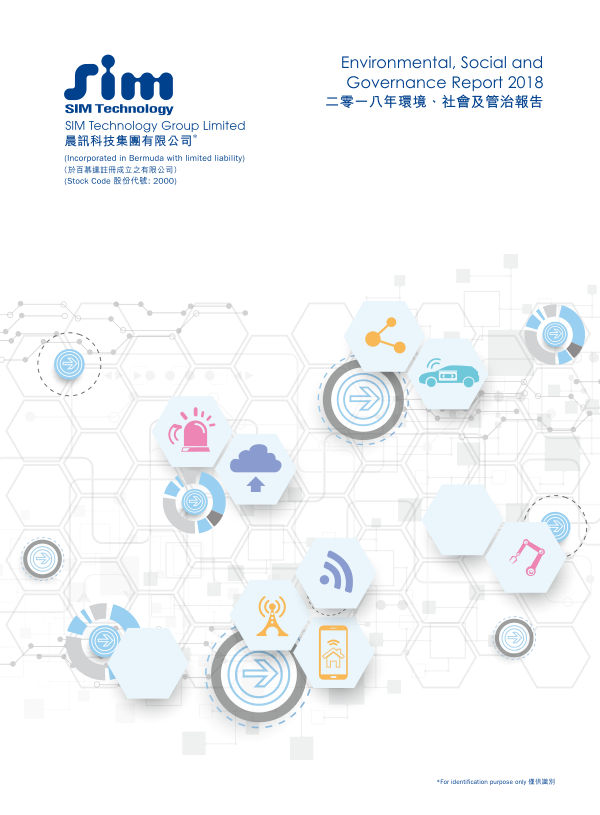 Sim
SIM Technology
SIM Technology Group Limited
晨訊科技集團有限公司*
(Incorporated in Bermuda with limited liability)
(於百慕達註冊成立之有限公司)
(Stock Code 股份代號: 2000)
Environmental, Social and
Governance Report 2018
二零一八年環境、社會及管治報告
*For identification purpose only 僅供識別